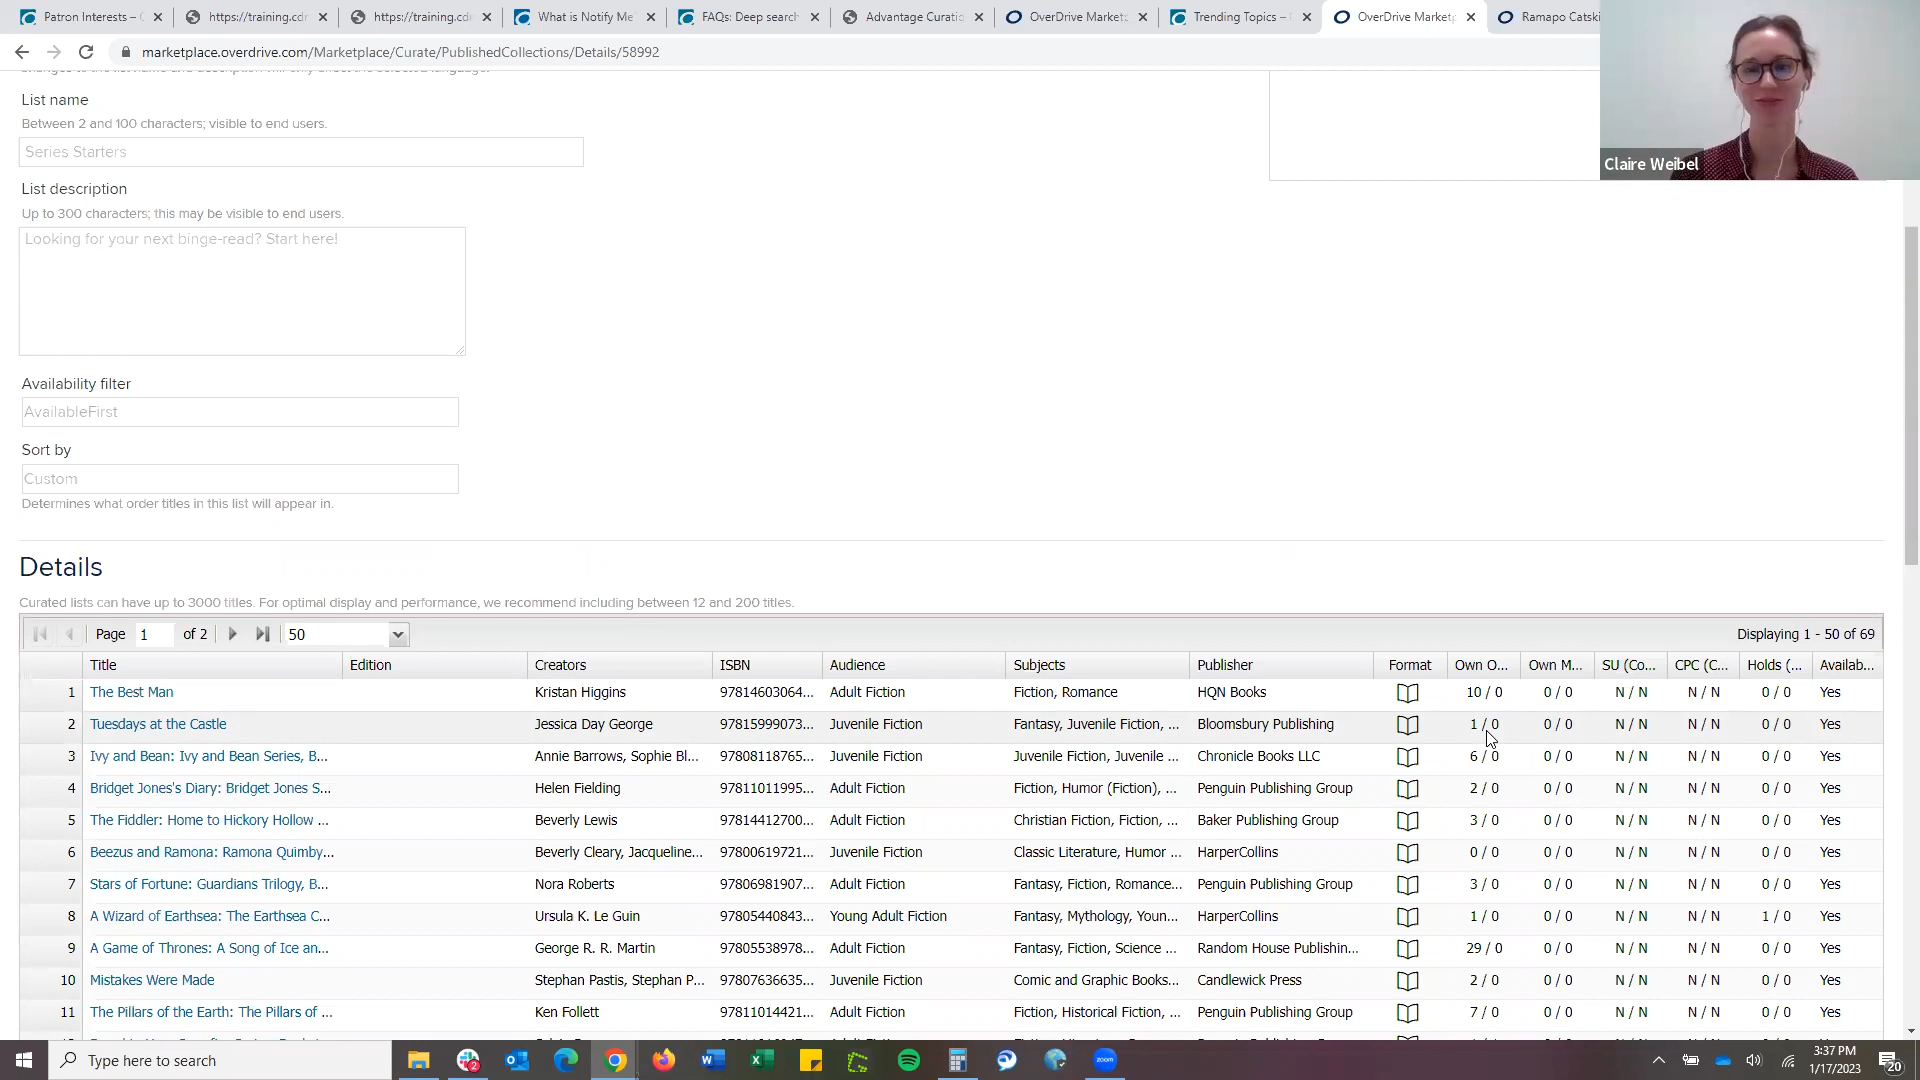 Patron Interests – C
https://training.cdn
https://training.cdn
What is Notify Me
FAQs: Deep search
Advantage Curatio
OverDrive Market
Trending Topics –
OverDrive Market
Ramapo Catski
marketplace.overdrive.com/Marketplace/Curate/PublishedCollections/Details/58992
changes to the list name and description will only affect the selected language.
Claire Weibel
List name
Between 2 and 100 characters; visible to end users.
Series Starters
List description
Up to 300 characters; this may be visible to end users.
Looking for your next binge-read? Start here!
Availability filter
AvailableFirst
Sort by
Custom
Determines what order titles in this list will appear in.
Details
Curated lists can have up to 3000 titles. For optimal display and performance, we recommend including between 12 and 200 titles.
Page 1 of 2 50 Displaying 1 - 50 of 69
Title Edition Creators ISBN Audience Subjects Publisher Format Own O... Own M... SU (Co... CPC (C... Holds (... Availab...
1 The Best Man Kristan Higgins 97814603064... Adult Fiction Fiction, Romance HQN Books 10 / 0 0 / 0 N / N N / N 0 / 0 Yes
2 Tuesdays at the Castle Jessica Day George 97815999073... Juvenile Fiction Fantasy, Juvenile Fiction, ... Bloomsbury Publishing 1 / 0 0 / 0 N / N N / N 0 / 0 Yes
3 Ivy and Bean: Ivy and Bean Series, B... Annie Barrows, Sophie Bl... 97808118765... Juvenile Fiction Juvenile Fiction, Juvenile ... Chronicle Books LLC 6 / 0 0 / 0 N / N N / N 0 / 0 Yes
4 Bridget Jones's Diary: Bridget Jones S... Helen Fielding 97811011995... Adult Fiction Fiction, Humor (Fiction), ... Penguin Publishing Group 2 / 0 0 / 0 N / N N / N 0 / 0 Yes
5 The Fiddler: Home to Hickory Hollow ... Beverly Lewis 97814412700... Adult Fiction Christian Fiction, Fiction, ... Baker Publishing Group 3 / 0 0 / 0 N / N N / N 0 / 0 Yes
6 Beezus and Ramona: Ramona Quimby... Beverly Cleary, Jacqueline... 97800619721... Juvenile Fiction Classic Literature, Humor ... HarperCollins 0 / 0 0 / 0 N / N N / N 0 / 0 Yes
7 Stars of Fortune: Guardians Trilogy, B... Nora Roberts 97806981907... Adult Fiction Fantasy, Fiction, Romance... Penguin Publishing Group 3 / 0 0 / 0 N / N N / N 0 / 0 Yes
8 A Wizard of Earthsea: The Earthsea C... Ursula K. Le Guin 97805440843... Young Adult Fiction Fantasy, Mythology, Youn... HarperCollins 1 / 0 0 / 0 N / N N / N 1 / 0 Yes
9 A Game of Thrones: A Song of Ice an... George R. R. Martin 97805538978... Adult Fiction Fantasy, Fiction, Science ... Random House Publishin... 29 / 0 0 / 0 N / N N / N 0 / 0 Yes
10 Mistakes Were Made Stephan Pastis, Stephan P... 97807636635... Juvenile Fiction Comic and Graphic Books... Candlewick Press 2 / 0 0 / 0 N / N N / N 0 / 0 Yes
11 The Pillars of the Earth: The Pillars of ... Ken Follett 97811014421... Adult Fiction Fiction, Historical Fiction, ... Penguin Publishing Group 7 / 0 0 / 0 N / N N / N 0 / 0 Yes
Type here to search
zoom
3:37 PM
1/17/2023
20